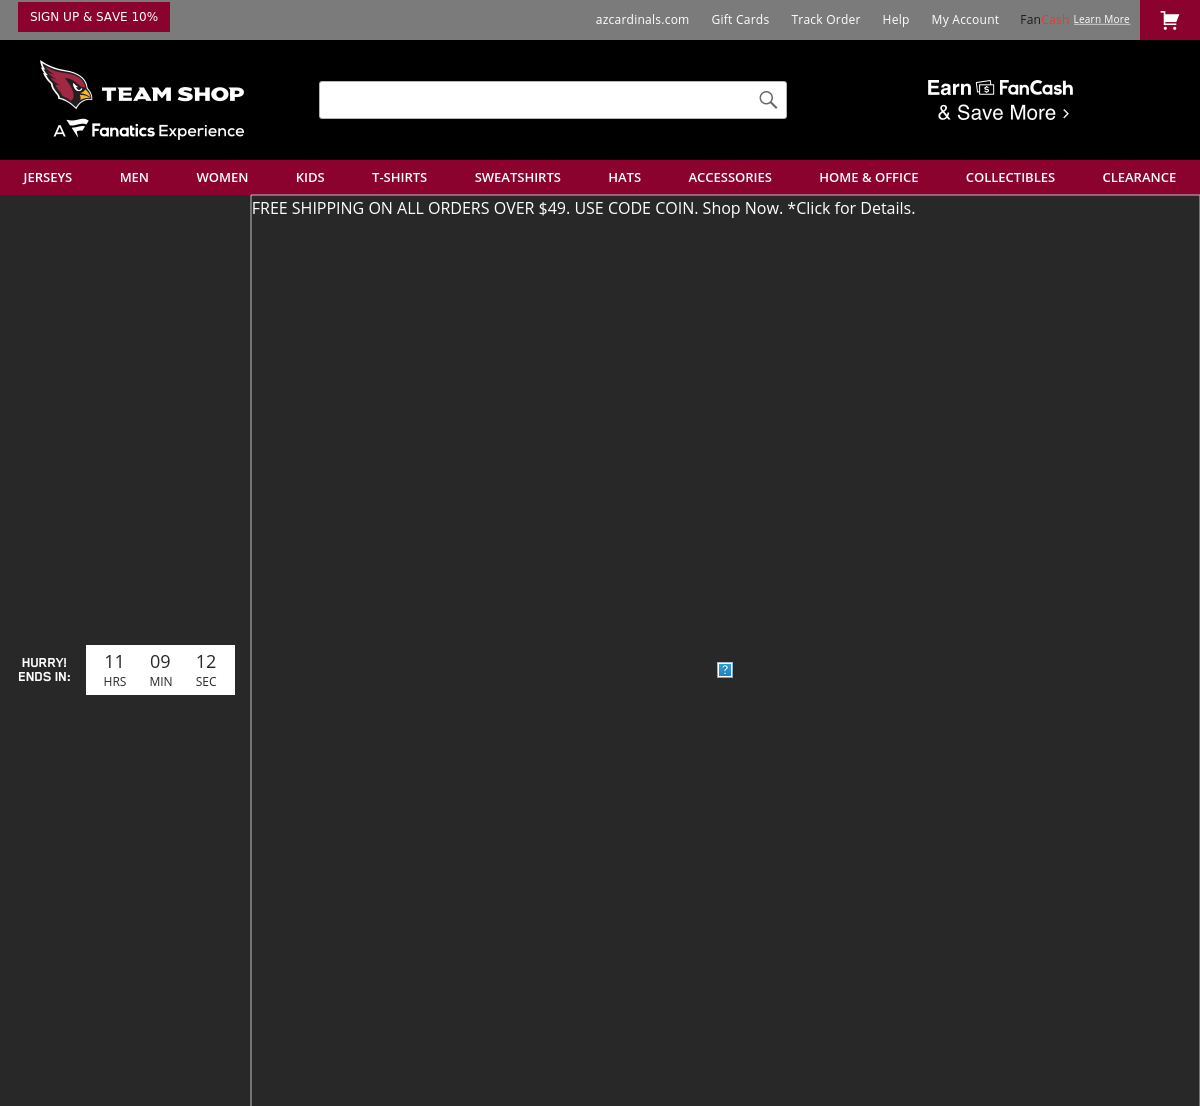 SIGN UP & SAVE 10%
azcardinals.com Gift Cards Track Order Help My Account FanCash Learn More
TEAM SHOP
A Fanatics Experience
Earn FanCash
& Save More ›
JERSEYS MEN WOMEN KIDS T-SHIRTS SWEATSHIRTS HATS ACCESSORIES HOME & OFFICE COLLECTIBLES CLEARANCE
FREE SHIPPING ON ALL ORDERS OVER $49. USE CODE COIN. Shop Now. *Click for Details.
HURRY!
ENDS IN:
11 09 12
HRS MIN SEC